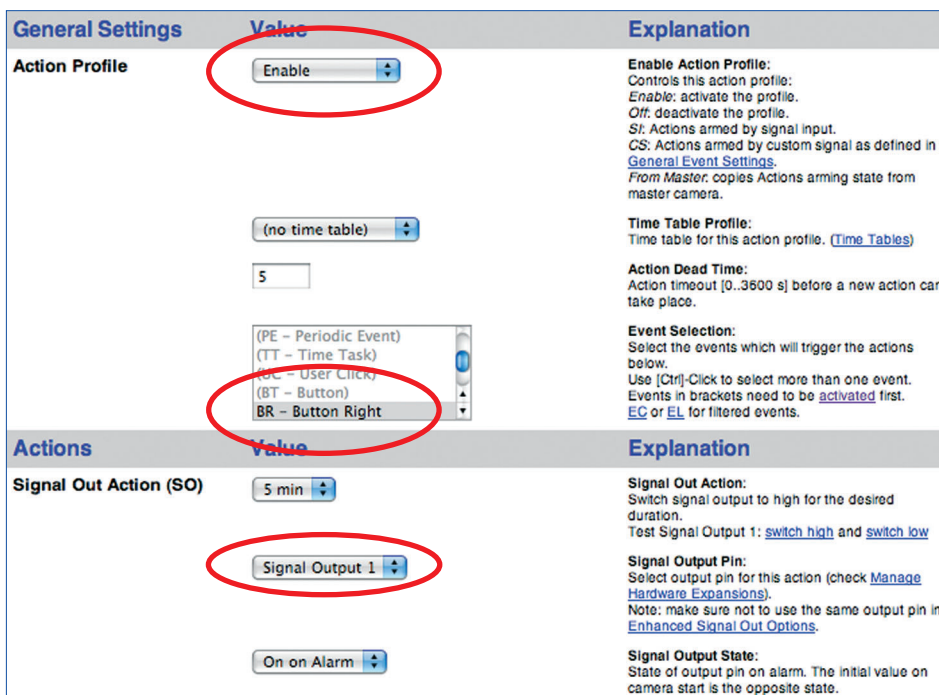 General Settings Value Explanation
Action Profile
Enable
Enable Action Profile:
Controls this action profile:
Enable: activate the profile.
Off: deactivate the profile.
SI: Actions armed by signal input.
CS: Actions armed by custom signal as defined in
General Event Settings.
From Master: copies Actions arming state from
master camera.
(no time table)
Time Table Profile:
Time table for this action profile. (Time Tables)
5
Action Dead Time:
Action timeout [0..3600 s] before a new action can
take place.
(PE – Periodic Event)
(TT – Time Task)
(UC – User Click)
(BT – Button)
BR – Button Right
Event Selection:
Select the events which will trigger the actions
below.
Use [Ctrl]-Click to select more than one event.
Events in brackets need to be activated first.
EC or EL for filtered events.
Actions Value Explanation
Signal Out Action (SO)
5 min
Signal Out Action:
Switch signal output to high for the desired
duration.
Test Signal Output 1: switch high and switch low
Signal Output 1
Signal Output Pin:
Select output pin for this action (check Manage
Hardware Expansions).
Note: make sure not to use the same output pin in
Enhanced Signal Out Options.
On on Alarm
Signal Output State:
State of output pin on alarm. The initial value on
camera start is the opposite state.